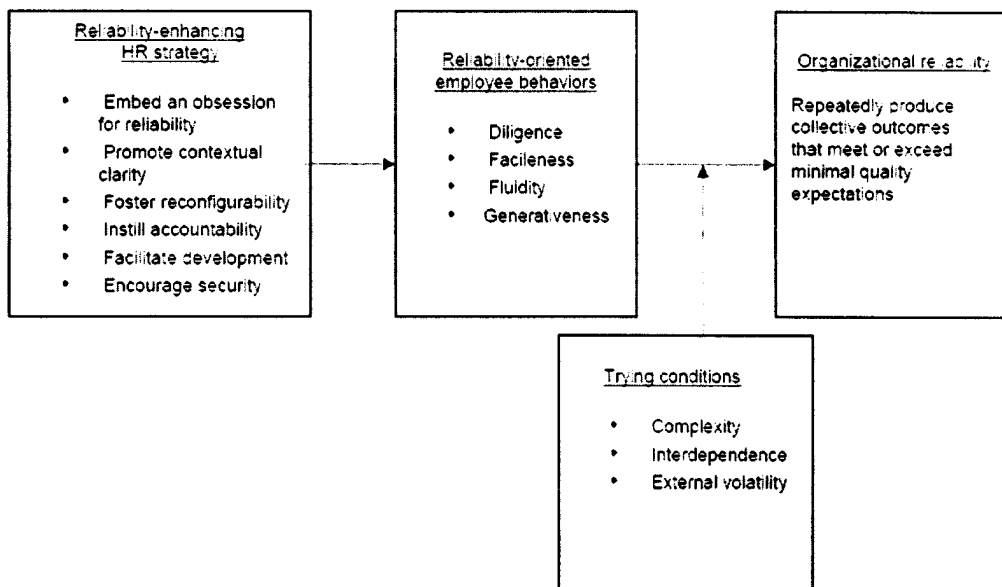 Reliability-enhancing
HR strategy
• Embed an obsession
for reliability
• Promote contextual
clarity
• Foster reconfigurability
• Instill accountability
• Facilitate development
• Encourage security
Reliability-oriented
employee behaviors
• Diligence
• Facileness
• Fluidity
• Generativeness
Organizational reliability
Repeatedly produce
collective outcomes
that meet or exceed
minimal quality
expectations
Trying conditions
• Complexity
• Interdependence
• External volatility